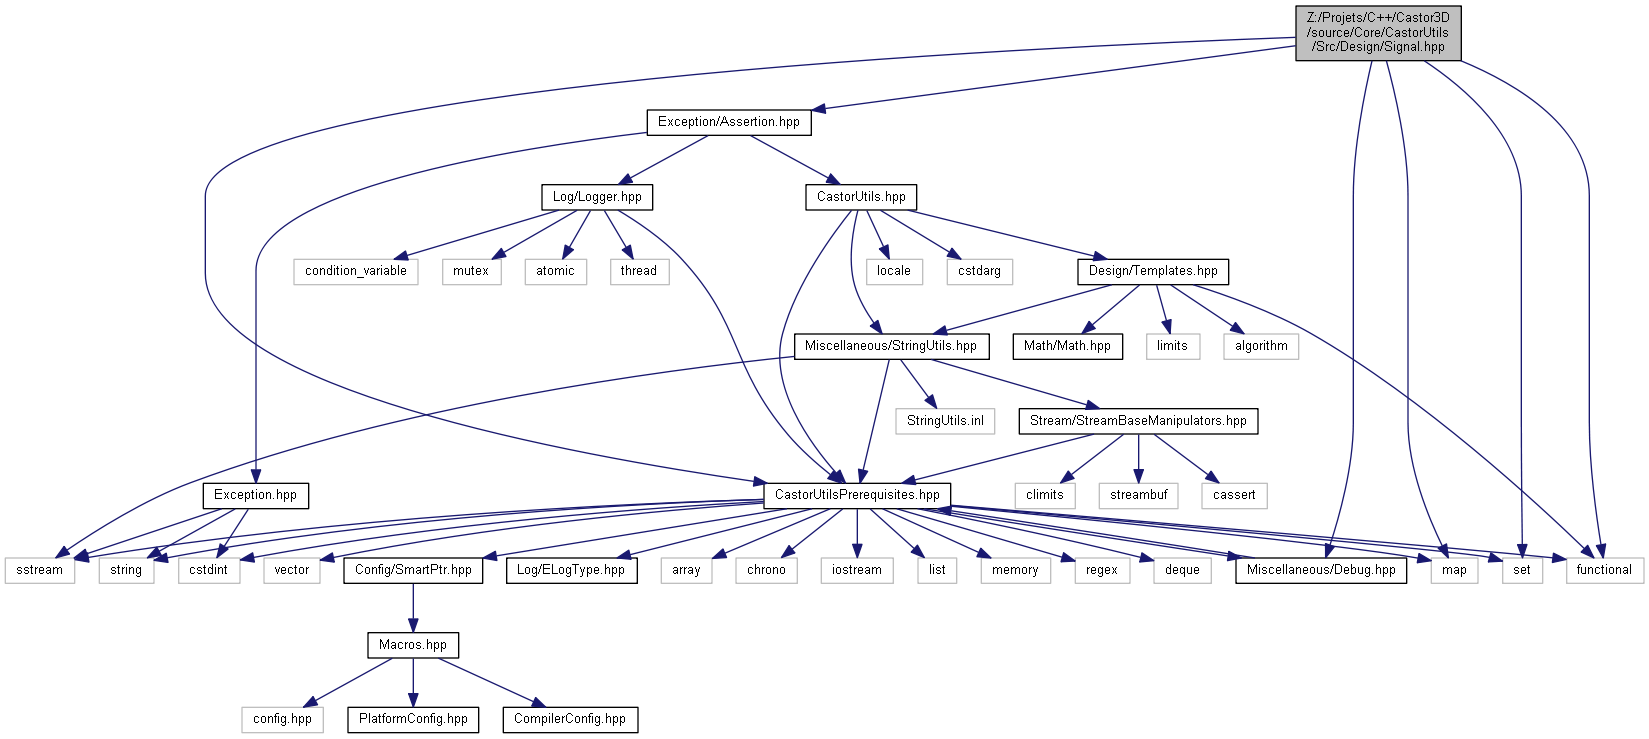 Z:/Projets/C++/Castor3D
/source/Core/CastorUtils
/Src/Design/Signal.hpp
Exception/Assertion.hpp
Log/Logger.hpp
CastorUtils.hpp
condition_variable
mutex
atomic
thread
locale
cstdarg
Design/Templates.hpp
Miscellaneous/StringUtils.hpp
Math/Math.hpp
limits
algorithm
StringUtils.inl
Stream/StreamBaseManipulators.hpp
Exception.hpp
CastorUtilsPrerequisites.hpp
climits
streambuf
cassert
sstream
string
cstdint
vector
Config/SmartPtr.hpp
Log/ELogType.hpp
array
chrono
iostream
list
memory
regex
deque
Miscellaneous/Debug.hpp
map
set
functional
Macros.hpp
config.hpp
PlatformConfig.hpp
CompilerConfig.hpp